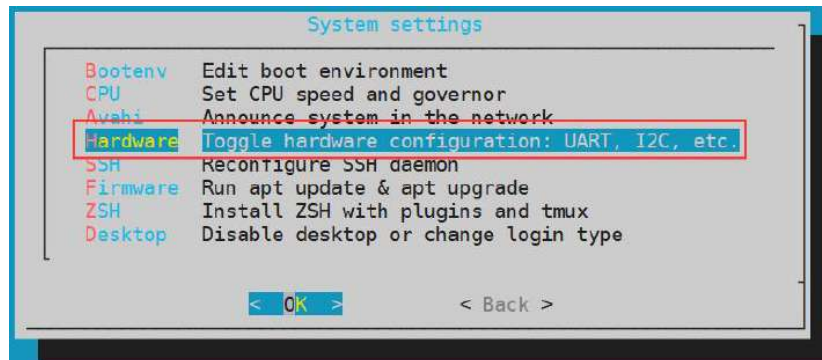 System settings
Bootenv Edit boot environment
CPU Set CPU speed and governor
Avahi Announce system in the network
Hardware Toggle hardware configuration: UART, I2C, etc.
SSH Reconfigure SSH daemon
Firmware Run apt update & apt upgrade
ZSH Install ZSH with plugins and tmux
Desktop Disable desktop or change login type
< OK > < Back >